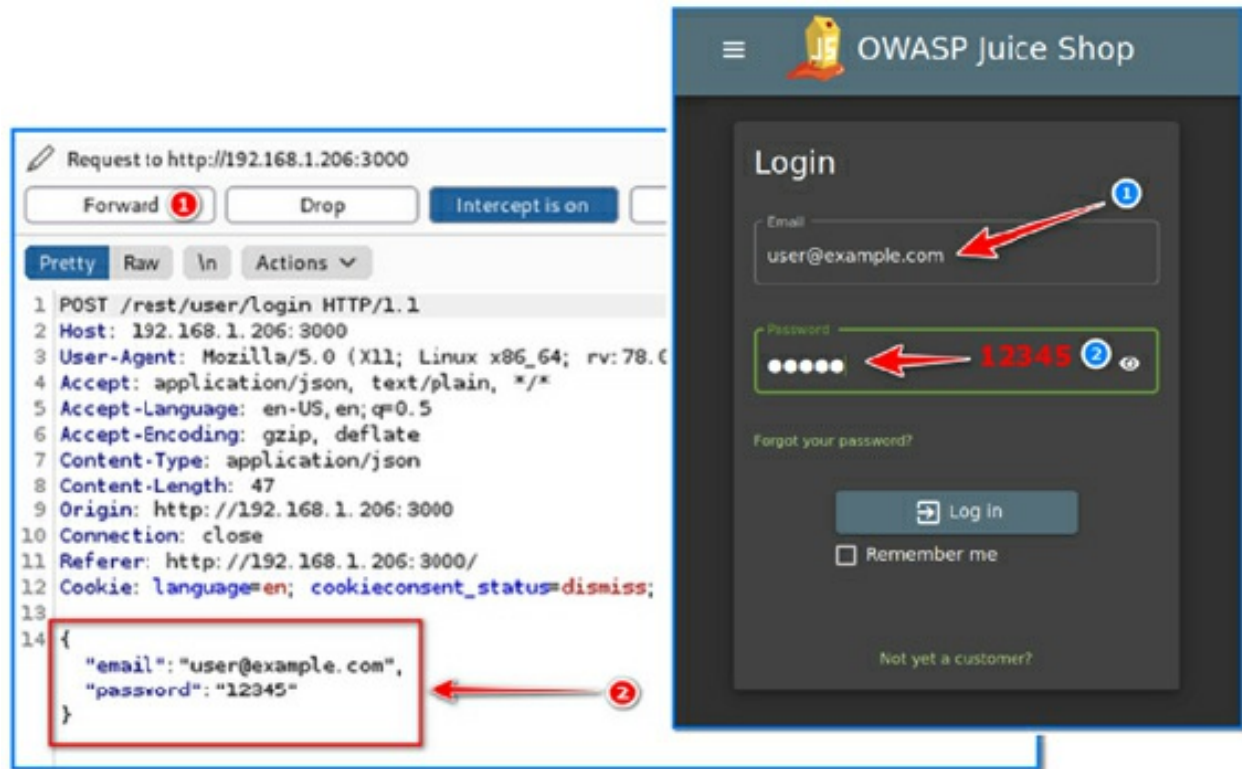 Request to http://192.168.1.206:3000
Forward 1
Drop
Intercept is on
Pretty
Raw
\n
Actions
1 POST /rest/user/login HTTP/1.1
2 Host: 192.168.1.206:3000
3 User-Agent: Mozilla/5.0 (X11; Linux x86_64; rv:78.
4 Accept: application/json, text/plain, */*
5 Accept-Language: en-US,en;q=0.5
6 Accept-Encoding: gzip, deflate
7 Content-Type: application/json
8 Content-Length: 47
9 Origin: http://192.168.1.206:3000
10 Connection: close
11 Referer: http://192.168.1.206:3000/
12 Cookie: language=en; cookieconsent_status=dismiss;
13
14 {
"email":"user@example.com",
"password":"12345"
}
2
JS
OWASP Juice Shop
Login
1
Email
user@example.com
Password
12345 2
Forgot your password?
Log in
Remember me
Not yet a customer?